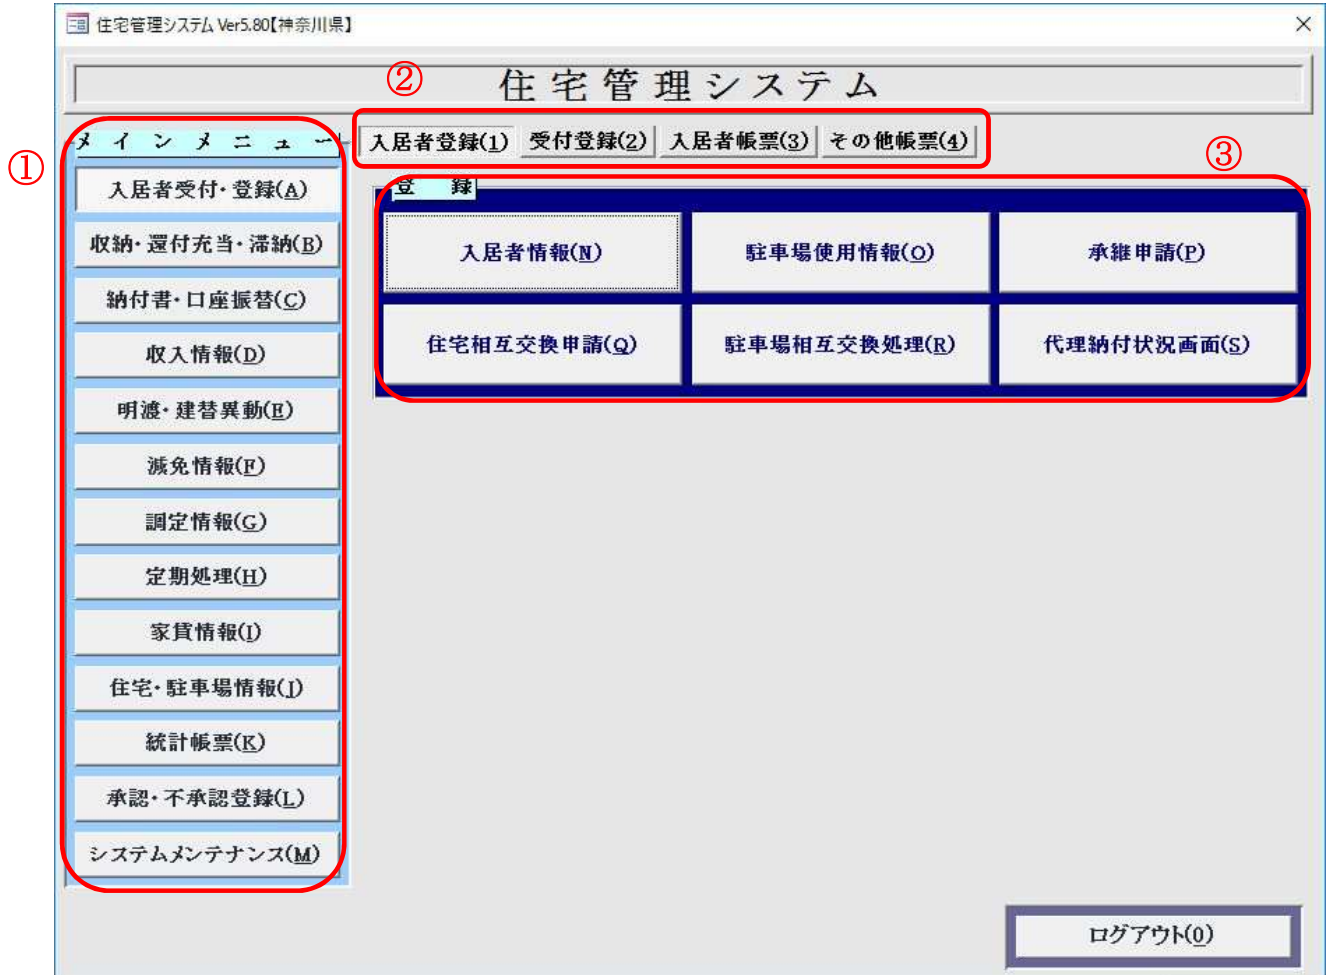 住宅管理システム Ver5.80【神奈川県】
住宅管理システム
②
メインメニュー
入居者登録(1) 受付登録(2) 入居者帳票(3) その他帳票(4)
①
③
入居者受付・登録(A)
収納・還付充当・滞納(B)
納付書・口座振替(C)
収入情報(D)
明渡・建替異動(E)
減免情報(F)
調定情報(G)
定期処理(H)
家賃情報(I)
住宅・駐車場情報(J)
統計帳票(K)
承認・不承認登録(L)
システムメンテナンス(M)
登 録
入居者情報(N) 駐車場使用情報(O) 承継申請(P)
住宅相互交換申請(Q) 駐車場相互交換処理(R) 代理納付状況画面(S)
ログアウト(0)